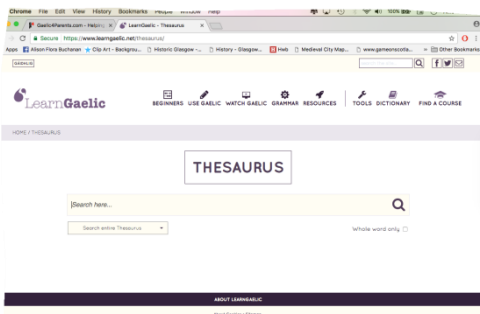 Chrome File Edit View History Bookmarks People Window Help 100%
Gaelic4Parents.com - Helping LearnGaelic - Thesaurus
Secure https://www.learngaelic.net/thesaurus/
Apps Alison Flora Buchanan Clip Art - Backgrou... Historic Glasgow -... History - Glasgow... Hwb Medieval City Map... www.gameonscotla... Other Bookmarks
GÀIDHLIG
LearnGaelic
BEGINNERS USE GAELIC WATCH GAELIC GRAMMAR RESOURCES TOOLS DICTIONARY FIND A COURSE
HOME / THESAURUS
THESAURUS
Search here...
Search entire Thesaurus
Whole word only
ABOUT LEARNGAELIC